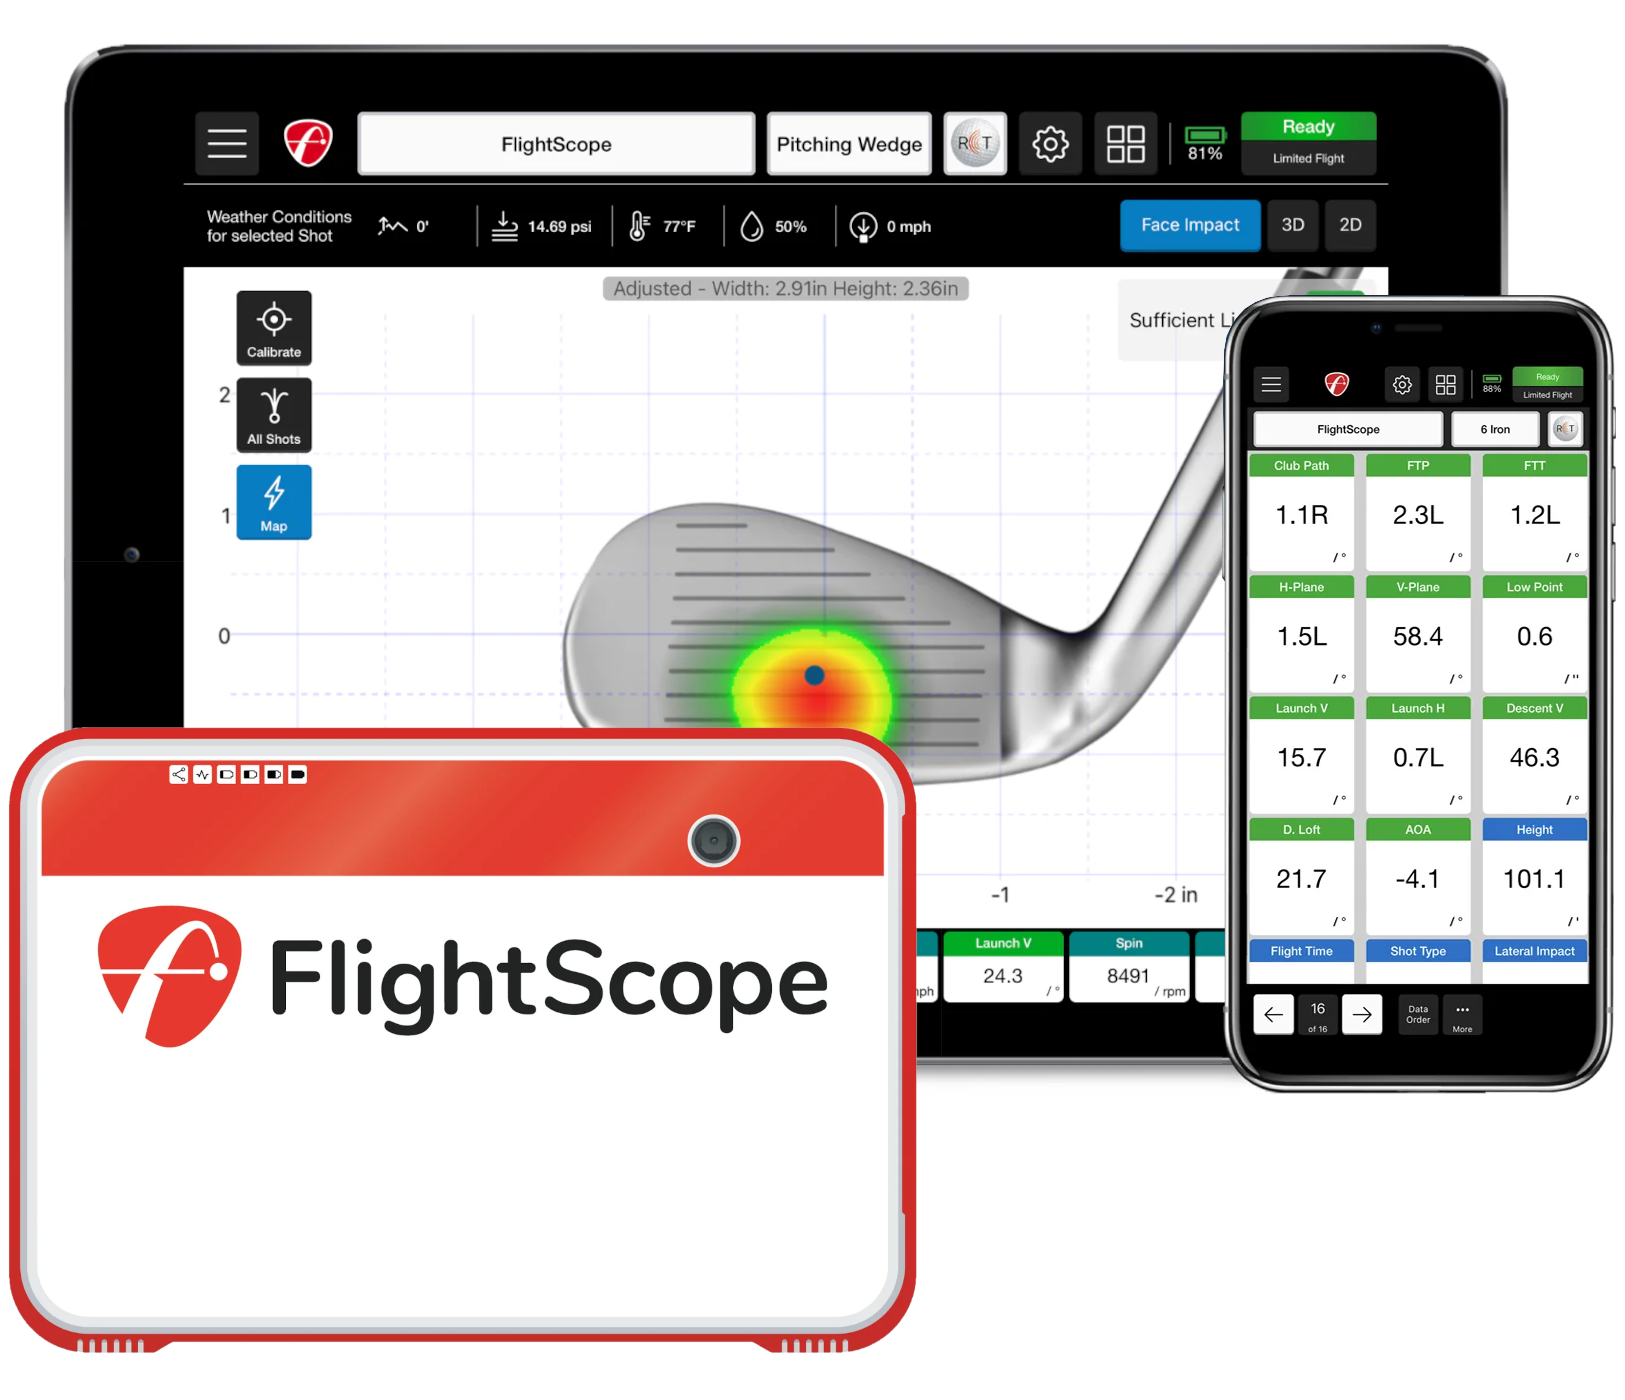 FlightScope
Pitching Wedge
RCT
81%
Ready
Limited Flight
Weather Conditions
for selected Shot
0'
14.69 psi
77°F
50%
0 mph
Face Impact
3D
2D
Adjusted - Width: 2.91in Height: 2.36in
Calibrate
All Shots
Map
2
1
0
-1
-2 in
Launch V
24.3
/ °
Spin
8491
/ rpm
88%
Ready
Limited Flight
FlightScope
6 Iron
RCT
Club Path
FTP
FTT
1.1R
2.3L
1.2L
/ °
/ °
/ °
H-Plane
V-Plane
Low Point
1.5L
58.4
0.6
/ °
/ °
/ "
Launch V
Launch H
Descent V
15.7
0.7L
46.3
/ °
/ °
/ °
D. Loft
AOA
Height
21.7
-4.1
101.1
/ °
/ °
/ '
Flight Time
Shot Type
Lateral Impact
16
of 16
Data
Order
More
FlightScope